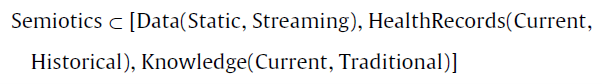 Semiotics ⊂ [Data(Static, Streaming), HealthRecords(Current,
Historical), Knowledge(Current, Traditional)]